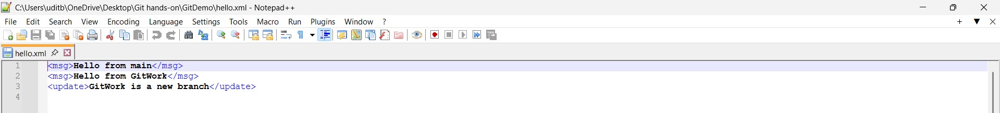 C:\Users\uditb\OneDrive\Desktop\Git hands-on\GitDemo\hello.xml - Notepad++
File Edit Search View Encoding Language Settings Tools Macro Run Plugins Window ?
hello.xml
1 <msg>Hello from main</msg>
2 <msg>Hello from GitWork</msg>
3 <update>GitWork is a new branch</update>
4